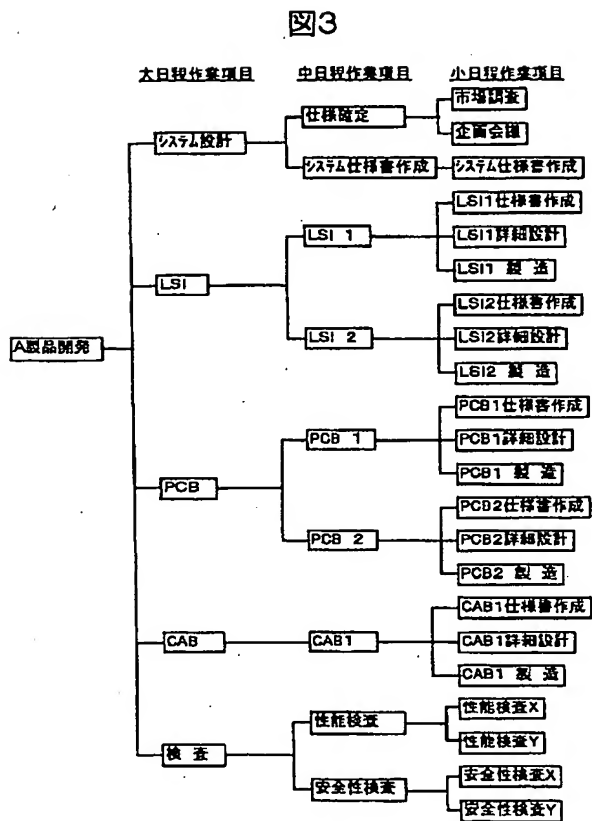 図3
大日程作業項目 中日程作業項目 小日程作業項目
市場調査
仕様確定
企画会議
システム設計
システム仕様書作成 システム仕様書作成
LSI1仕様書作成
LSI 1 LSI1詳細設計
LSI1 製 造
LSI
LSI2仕様書作成
LSI 2 LSI2詳細設計
LSI2 製 造
A製品開発
PCB1仕様書作成
PCB 1 PCB1詳細設計
PCB1 製 造
PCB
PCB2仕様書作成
PCB 2 PCB2詳細設計
PCB2 製 造
CAB1仕様書作成
CAB CAB1 CAB1詳細設計
CAB1 製 造
性能検査X
性能検査
性能検査Y
検 査
安全性検査X
安全性検査
安全性検査Y